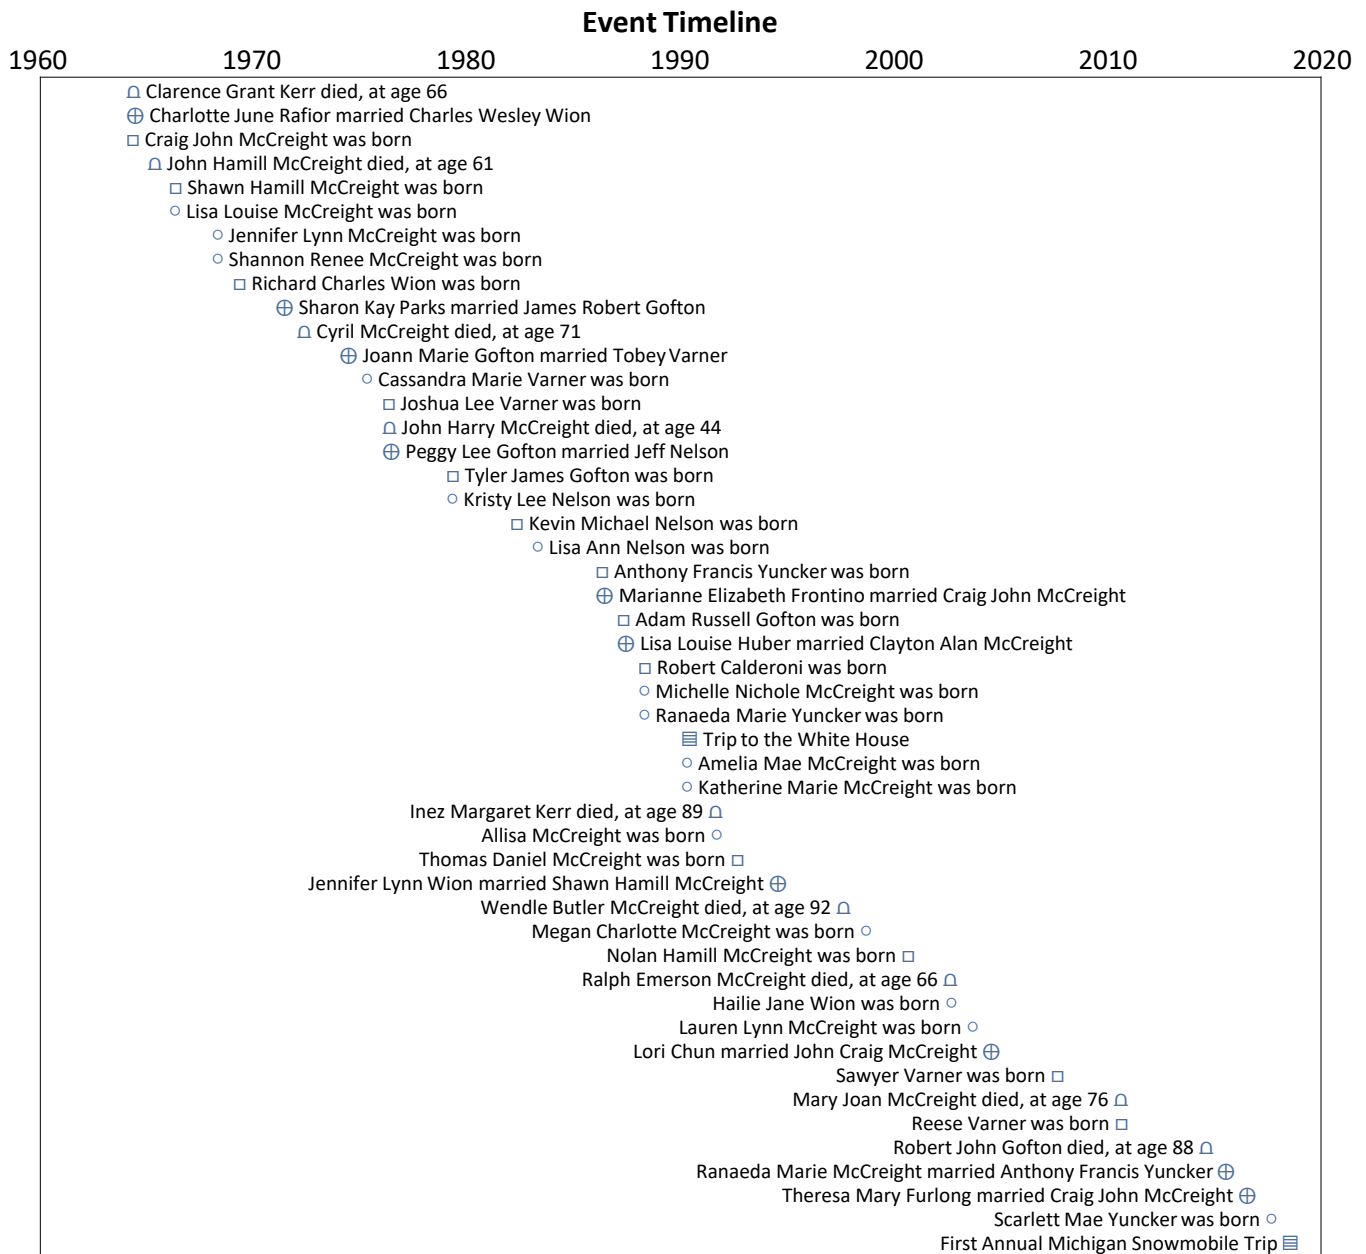 Event Timeline
1960 1970 1980 1990 2000 2010 2020
Clarence Grant Kerr died, at age 66
Charlotte June Rafior married Charles Wesley Wion
Craig John McCreight was born
John Hamill McCreight died, at age 61
Shawn Hamill McCreight was born
Lisa Louise McCreight was born
Jennifer Lynn McCreight was born
Shannon Renee McCreight was born
Richard Charles Wion was born
Sharon Kay Parks married James Robert Gofton
Cyril McCreight died, at age 71
Joann Marie Gofton married Tobey Varner
Cassandra Marie Varner was born
Joshua Lee Varner was born
John Harry McCreight died, at age 44
Peggy Lee Gofton married Jeff Nelson
Tyler James Gofton was born
Kristy Lee Nelson was born
Kevin Michael Nelson was born
Lisa Ann Nelson was born
Anthony Francis Yuncker was born
Marianne Elizabeth Frontino married Craig John McCreight
Adam Russell Gofton was born
Lisa Louise Huber married Clayton Alan McCreight
Robert Calderoni was born
Michelle Nichole McCreight was born
Ranaeda Marie Yuncker was born
Trip to the White House
Amelia Mae McCreight was born
Katherine Marie McCreight was born
Inez Margaret Kerr died, at age 89
Allisa McCreight was born
Thomas Daniel McCreight was born
Jennifer Lynn Wion married Shawn Hamill McCreight
Wendle Butler McCreight died, at age 92
Megan Charlotte McCreight was born
Nolan Hamill McCreight was born
Ralph Emerson McCreight died, at age 66
Hailie Jane Wion was born
Lauren Lynn McCreight was born
Lori Chun married John Craig McCreight
Sawyer Varner was born
Mary Joan McCreight died, at age 76
Reese Varner was born
Robert John Gofton died, at age 88
Ranaeda Marie McCreight married Anthony Francis Yuncker
Theresa Mary Furlong married Craig John McCreight
Scarlett Mae Yuncker was born
First Annual Michigan Snowmobile Trip